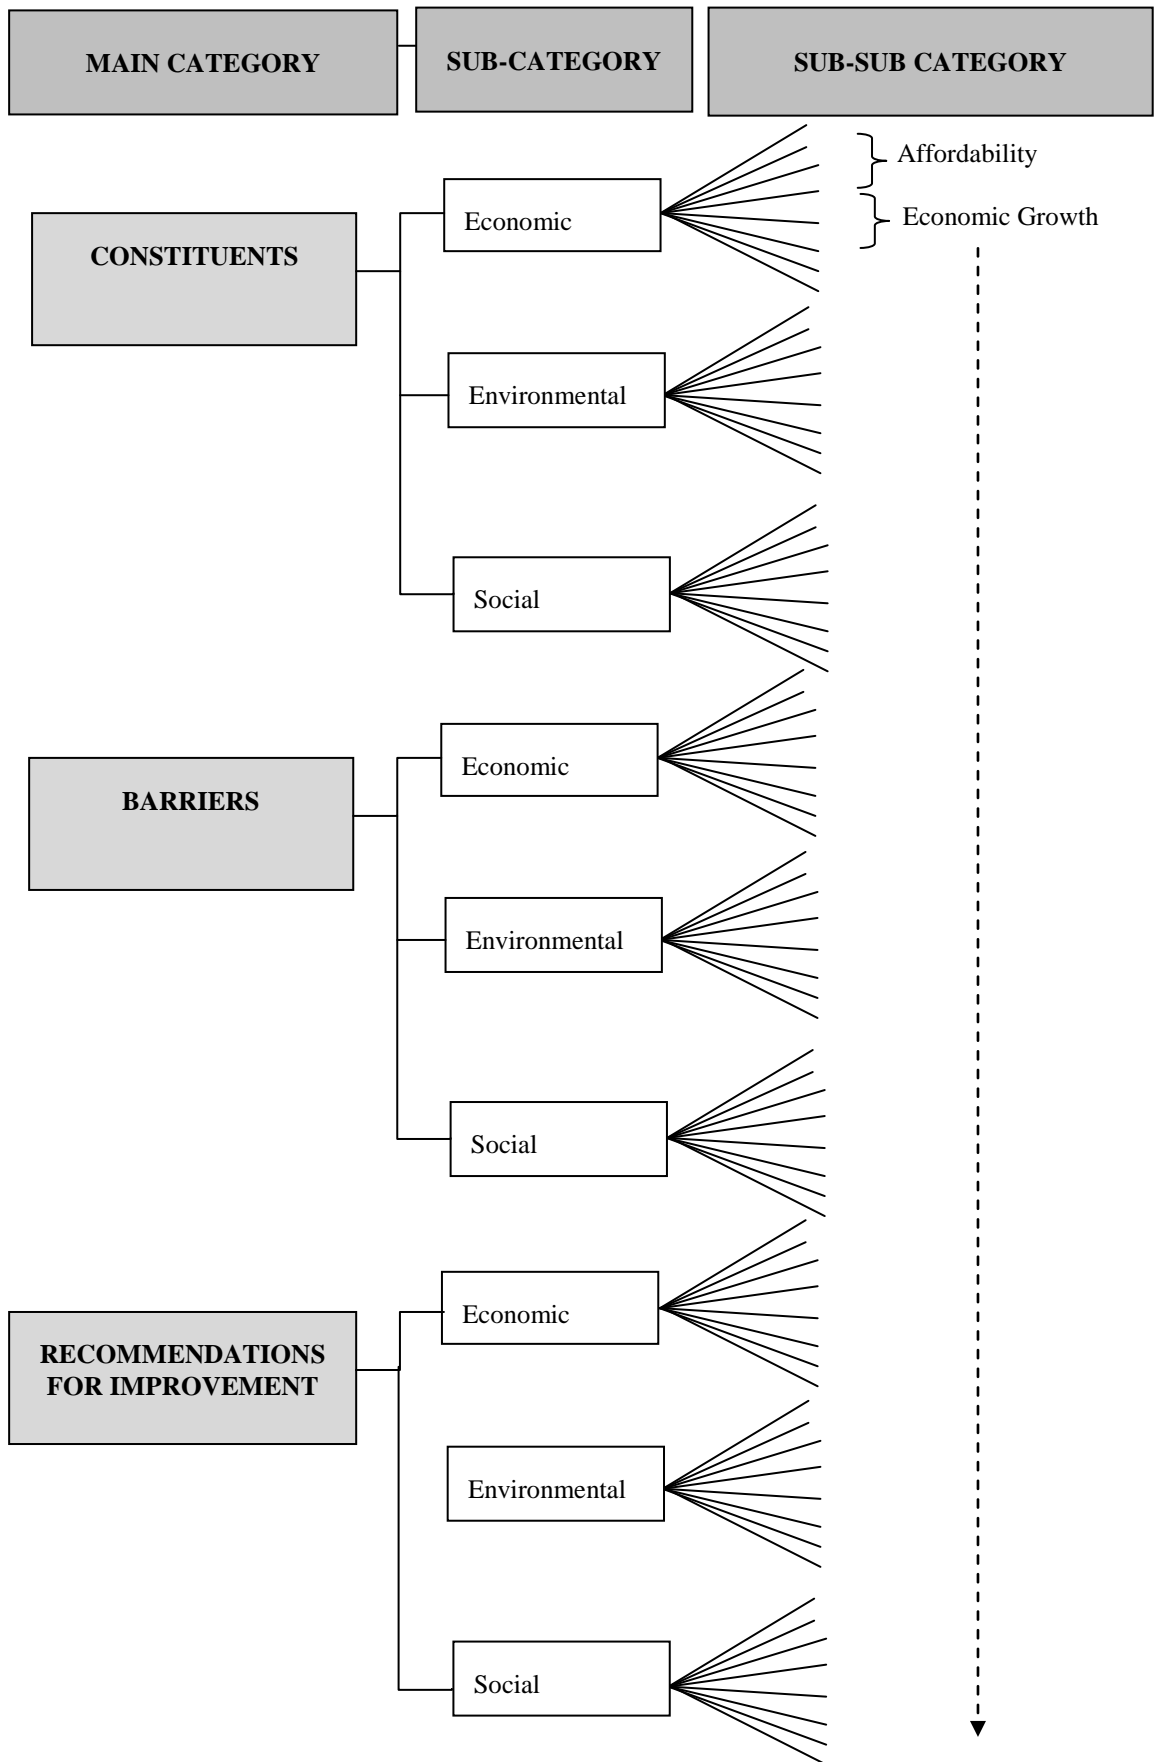 MAIN CATEGORY
SUB-CATEGORY
SUB-SUB CATEGORY
Affordability
Economic Growth
CONSTITUENTS
Economic
Environmental
Social
BARRIERS
Economic
Environmental
Social
RECOMMENDATIONS
FOR IMPROVEMENT
Economic
Environmental
Social